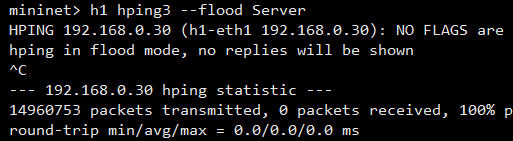 mininet> h1 hping3 --flood Server
HPING 192.168.0.30 (h1-eth1 192.168.0.30): NO FLAGS are
hping in flood mode, no replies will be shown
^C
--- 192.168.0.30 hping statistic ---
14960753 packets transmitted, 0 packets received, 100% p
round-trip min/avg/max = 0.0/0.0/0.0 ms